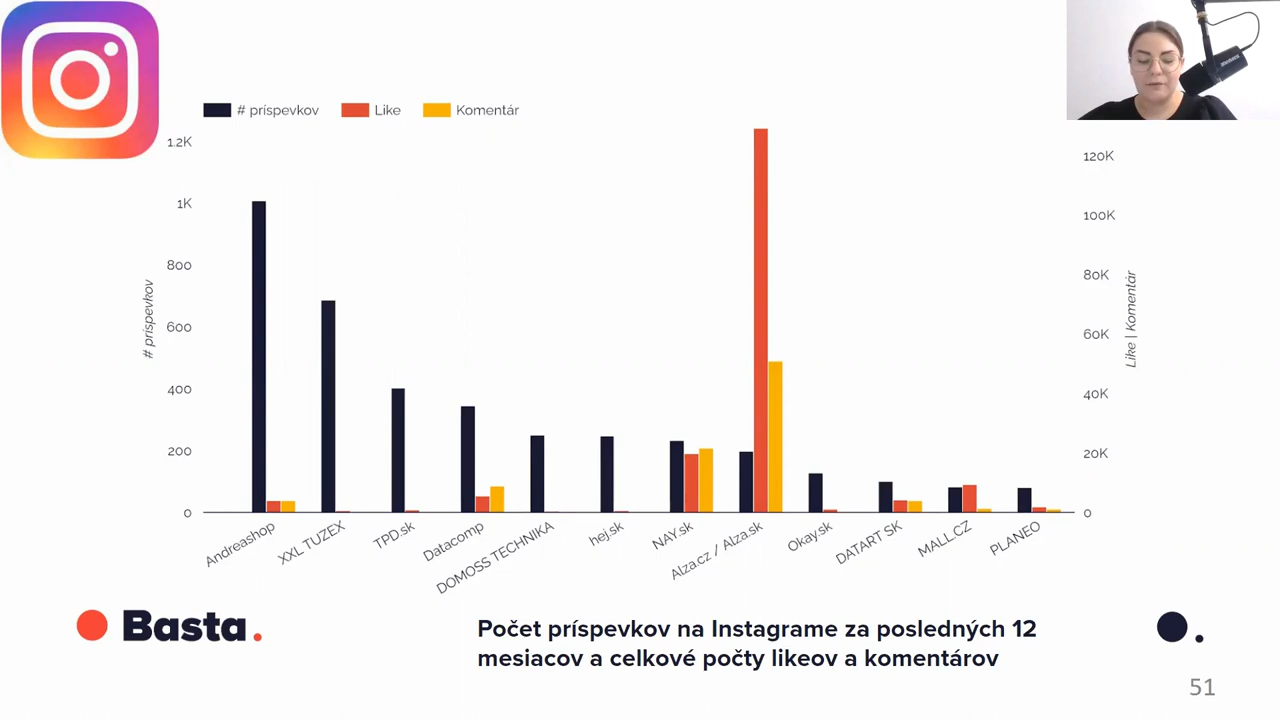 # príspevkov
Like
Komentár
1.2K
1K
800
600
400
200
0
# príspevkov
120K
100K
80K
60K
40K
20K
0
Like | Komentár
Andreashop
XXL TUZEX
TPD.sk
Datacomp
DOMOSS TECHNIKA
hej.sk
NAY.sk
Alza.cz / Alza.sk
Okay.sk
DATART SK
MALL.CZ
PLANEO
Basta.
Počet príspevkov na Instagrame za posledných 12
mesiacov a celkové počty likeov a komentárov
51